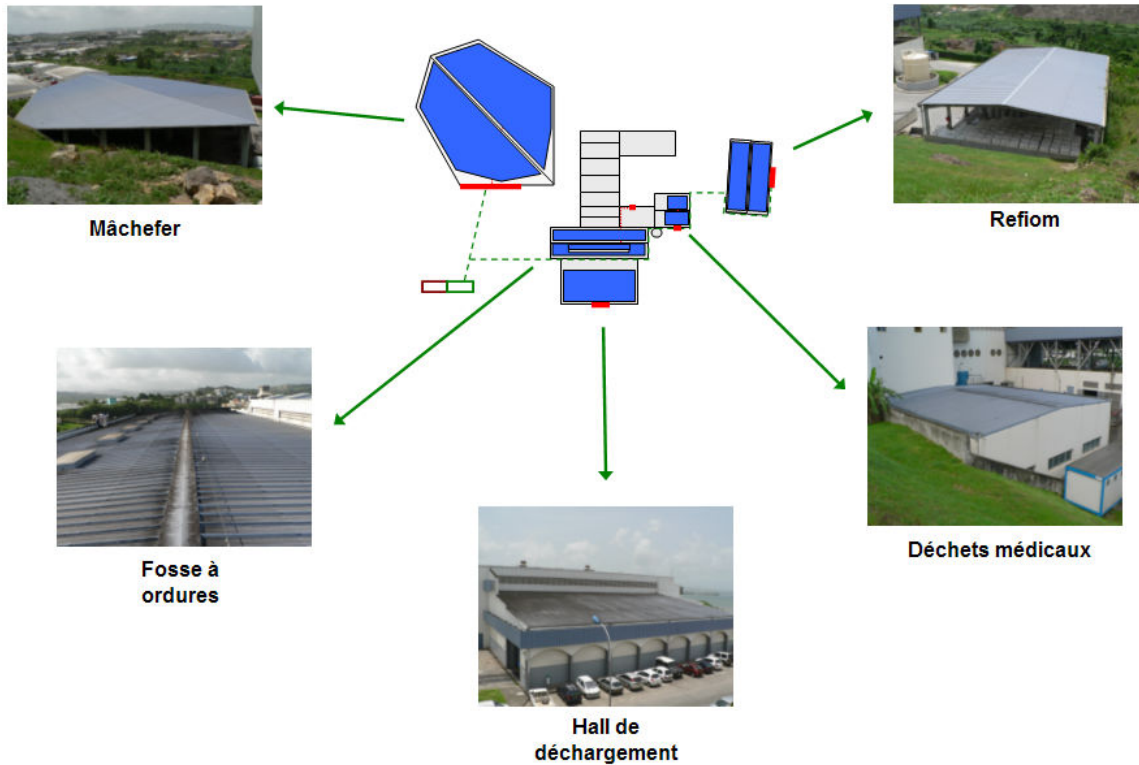 Mâchefer
Refiom
Fosse à
ordures
Déchets médicaux
Hall de
déchargement